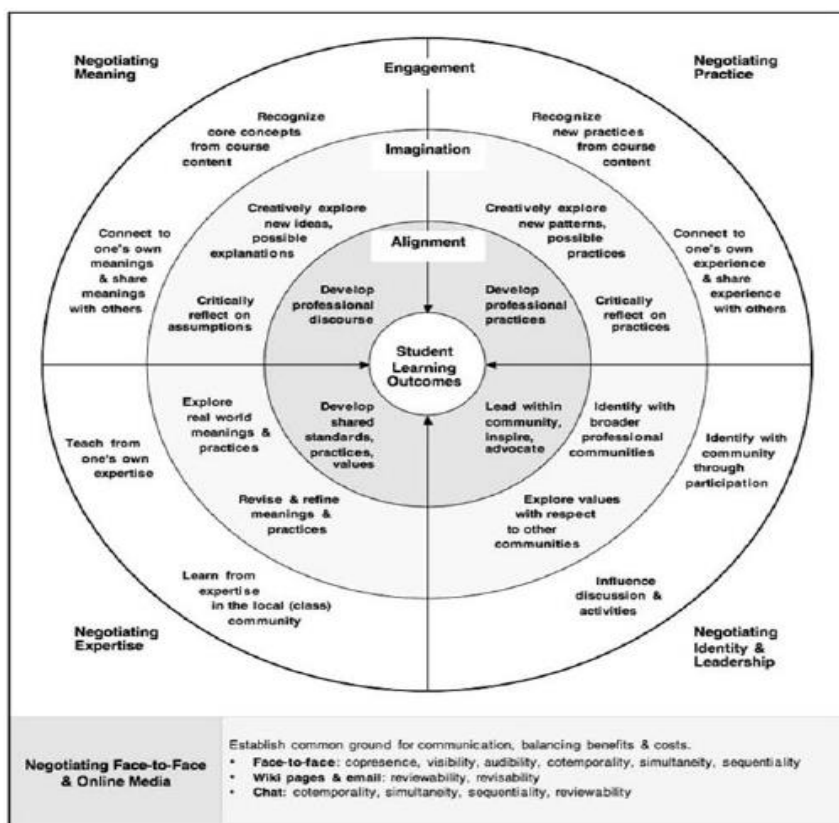 Negotiating
Meaning
Engagement
Negotiating
Practice
Recognize
core concepts
from course
content
Recognize
new practices
from course
content
Imagination
Creatively explore
new ideas,
possible
explanations
Creatively explore
new patterns,
possible
practices
Connect to
one's own
meanings
& share
meanings
with others
Alignment
Connect to
one's own
experience
& share
experience
with others
Critically
reflect on
assumptions
Develop
professional
discourse
Develop
professional
practices
Critically
reflect on
practices
Student
Learning
Outcomes
Teach from
one's own
expertise
Explore
real world
meanings &
practices
Develop
shared
standards,
practices,
values
Lead within
community,
inspire,
advocate
Identify with
broader
professional
communities
Identify with
community
through
participation
Revise & refine
meanings &
practices
Explore values
with respect
to other
communities
Learn from
expertise
in the local (class)
community
Influence
discussion &
activities
Negotiating
Expertise
Negotiating
Identity &
Leadership
Negotiating Face-to-Face
& Online Media
Establish common ground for communication, balancing benefits & costs.
• Face-to-face: copresence, visibility, audibility, cotemporality, simultaneity, sequentiality
• Wiki pages & email: reviewability, revisability
• Chat: cotemporality, simultaneity, sequentiality, reviewability